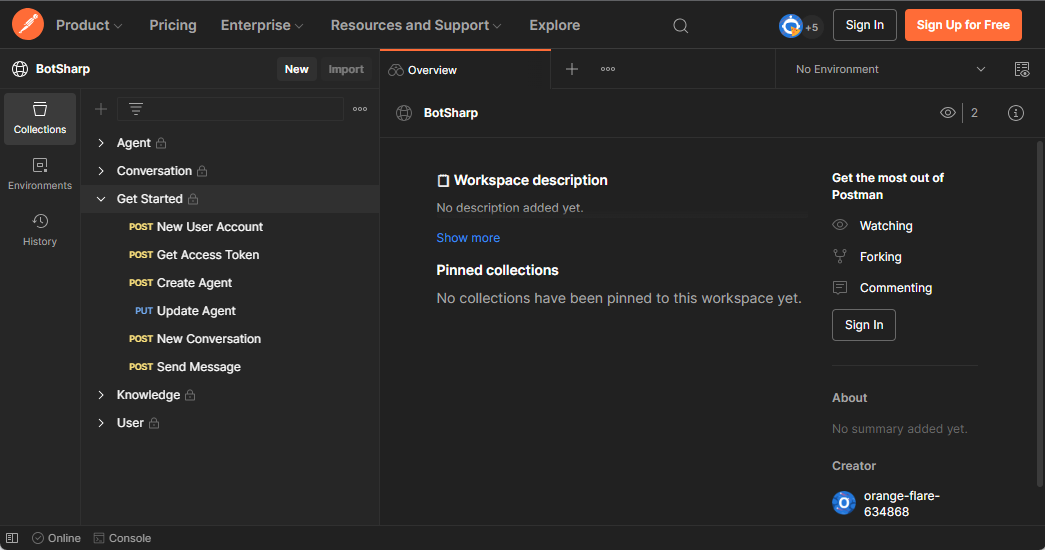 Product
Pricing
Enterprise
Resources and Support
Explore
+5
Sign In
Sign Up for Free
BotSharp
New
Import
Overview
No Environment
Collections
Environments
History
Agent
Conversation
Get Started
POST New User Account
POST Get Access Token
POST Create Agent
PUT Update Agent
POST New Conversation
POST Send Message
Knowledge
User
BotSharp
2
Workspace description
No description added yet.
Show more
Pinned collections
No collections have been pinned to this workspace yet.
Get the most out of
Postman
Watching
Forking
Commenting
Sign In
About
No summary added yet.
Creator
orange-flare-
634868
Online
Console